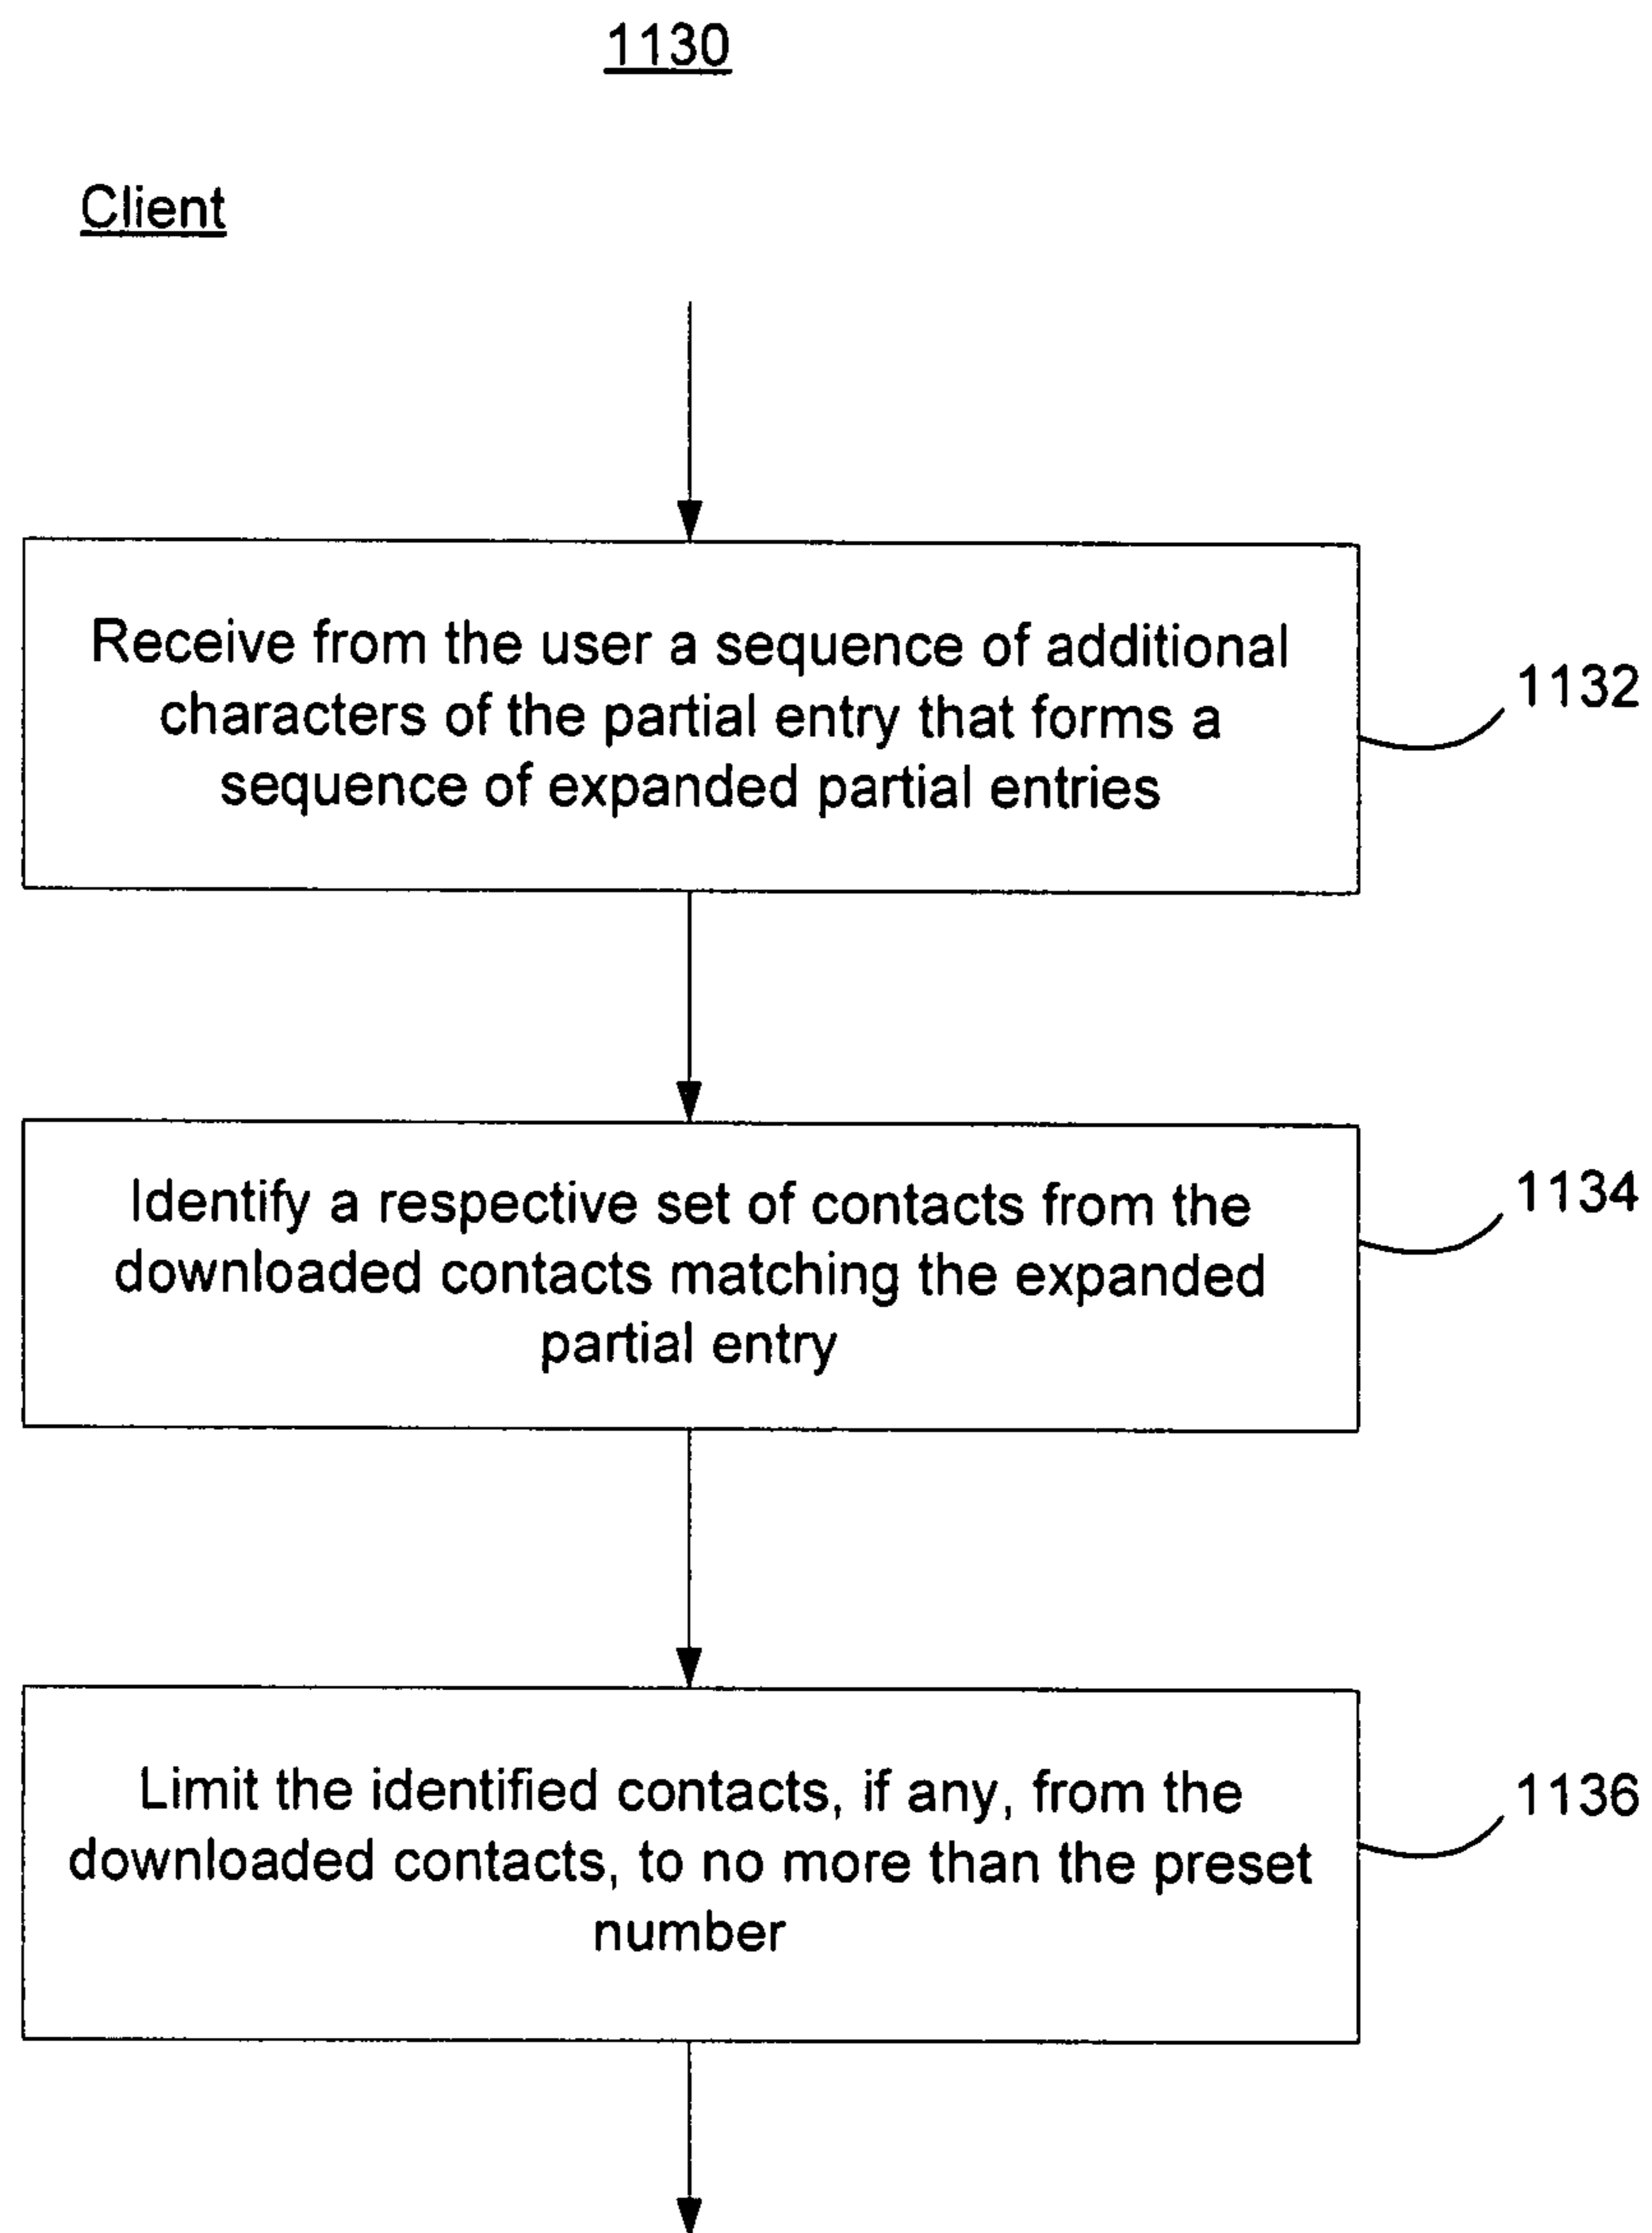 1130
Client
Receive from the user a sequence of additional
characters of the partial entry that forms a
sequence of expanded partial entries
1132
Identify a respective set of contacts from the
downloaded contacts matching the expanded
partial entry
1134
Limit the identified contacts, if any, from the
downloaded contacts, to no more than the preset
number
1136